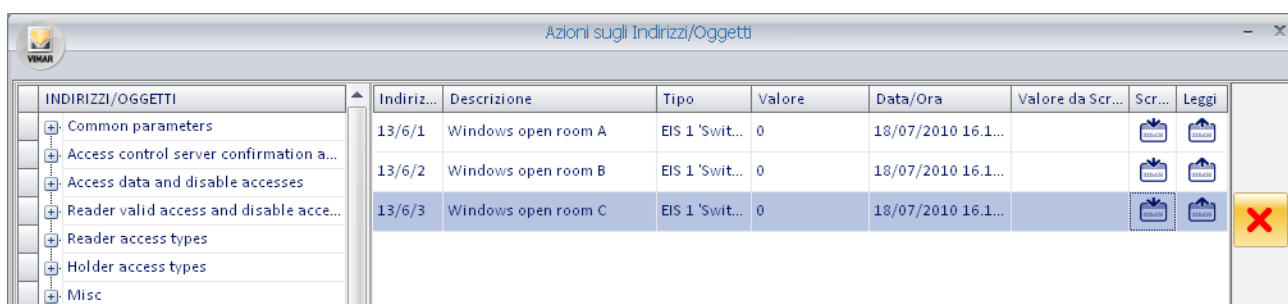 Azioni sugli Indirizzi/Oggetti
VIMAR
INDIRIZZI/OGGETTI
Common parameters
Access control server confirmation a...
Access data and disable accesses
Reader valid access and disable acce...
Reader access types
Holder access types
Misc
Indiriz... Descrizione Tipo Valore Data/Ora Valore da Scr... Scr... Leggi
13/6/1 Windows open room A EIS 1 'Swit... 0 18/07/2010 16.1...
13/6/2 Windows open room B EIS 1 'Swit... 0 18/07/2010 16.1...
13/6/3 Windows open room C EIS 1 'Swit... 0 18/07/2010 16.1...